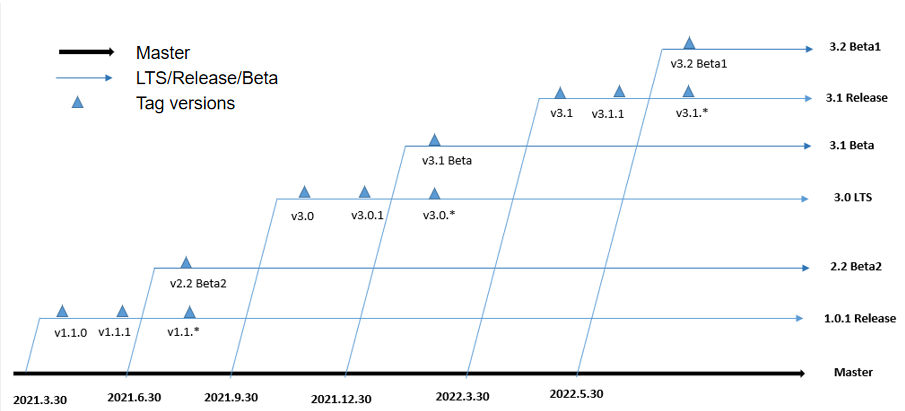 Master
LTS/Release/Beta
Tag versions
3.2 Beta1
v3.2 Beta1
3.1 Release
v3.1
v3.1.1
v3.1.*
3.1 Beta
v3.1 Beta
3.0 LTS
v3.0
v3.0.1
v3.0.*
2.2 Beta2
v2.2 Beta2
1.0.1 Release
v1.1.0
v1.1.1
v1.1.*
Master
2021.3.30
2021.6.30
2021.9.30
2021.12.30
2022.3.30
2022.5.30